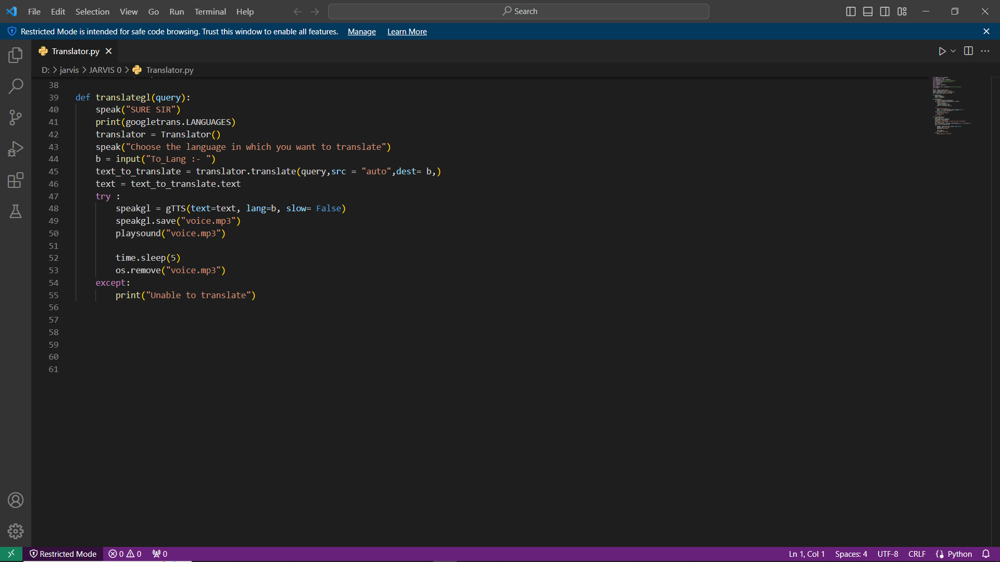 File Edit Selection View Go Run Terminal Help
Search
Restricted Mode is intended for safe code browsing. Trust this window to enable all features. Manage Learn More
Translator.py
D: > jarvis > JARVIS 0 > Translator.py
38
39 def translategl(query):
40     speak("SURE SIR")
41     print(googletrans.LANGUAGES)
42     translator = Translator()
43     speak("Choose the language in which you want to translate")
44     b = input("To_Lang :- ")
45     text_to_translate = translator.translate(query,src = "auto",dest= b,)
46     text = text_to_translate.text
47     try :
48         speakgl = gTTS(text=text, lang=b, slow= False)
49         speakgl.save("voice.mp3")
50         playsound("voice.mp3")
51
52         time.sleep(5)
53         os.remove("voice.mp3")
54     except:
55         print("Unable to translate")
56
57
58
59
60
61
Restricted Mode 0 0 0 Ln 1, Col 1 Spaces: 4 UTF-8 CRLF Python